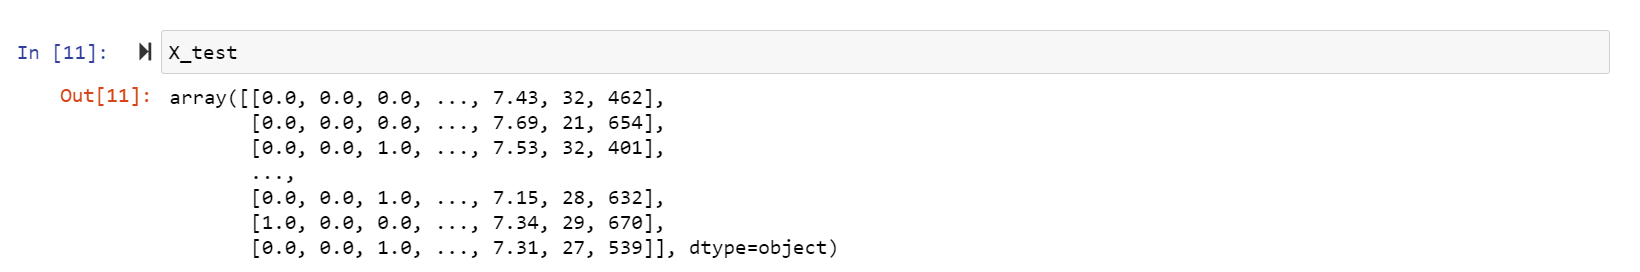 In [11]: X_test
Out[11]: array([[0.0, 0.0, 0.0, ..., 7.43, 32, 462],
[0.0, 0.0, 0.0, ..., 7.69, 21, 654],
[0.0, 0.0, 1.0, ..., 7.53, 32, 401],
...,
[0.0, 0.0, 1.0, ..., 7.15, 28, 632],
[1.0, 0.0, 0.0, ..., 7.34, 29, 670],
[0.0, 0.0, 1.0, ..., 7.31, 27, 539]], dtype=object)